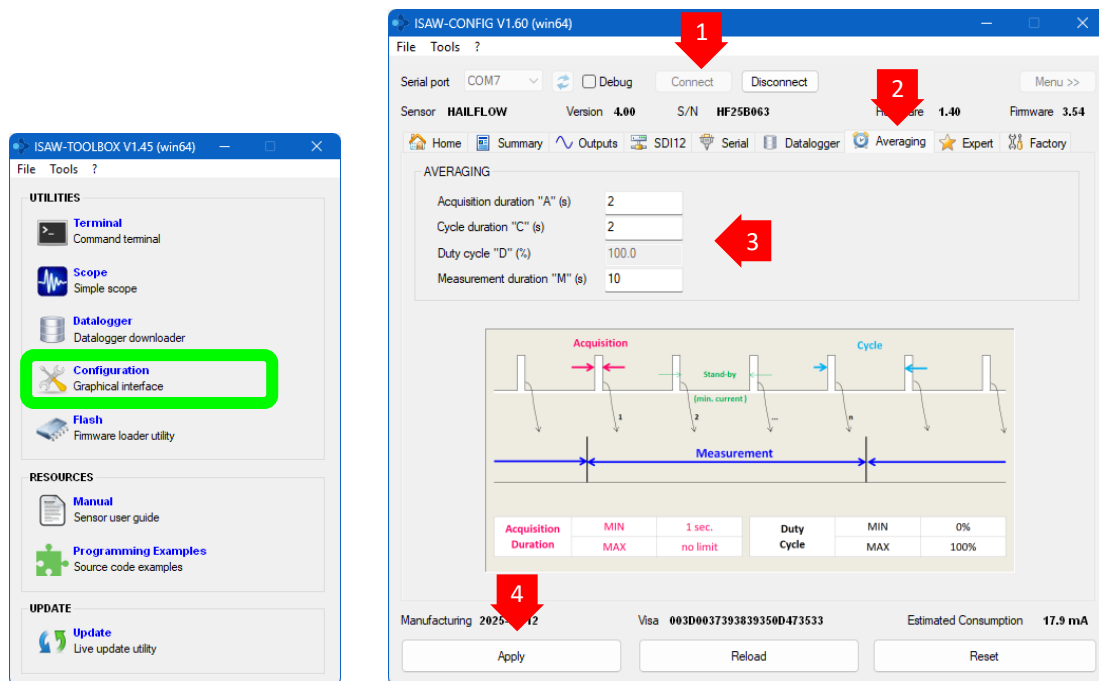 ISAW-TOOLBOX V1.45 (win64)
File Tools ?
UTILITIES
Terminal
Command terminal
Scope
Simple scope
Datalogger
Datalogger downloader
Configuration
Graphical interface
Flash
Firmware loader utility
RESOURCES
Manual
Sensor user guide
Programming Examples
Source code examples
UPDATE
Update
Live update utility
ISAW-CONFIG V1.60 (win64)
1
File Tools ?
Serial port COM7 Debug Connect Disconnect Menu >>
2
Sensor HAILFLOW Version 4.00 S/N HF25B063 1.40 Firmware 3.54
Home Summary Outputs SDI12 Serial Datalogger Averaging Expert Factory
AVERAGING
Acquisition duration "A" (s) 2
Cycle duration "C" (s) 2
3
Duty cycle "D" (%) 100.0
Measurement duration "M" (s) 10
Acquisition Cycle
Stand-by
(min. current)
1 2 ... n
Measurement
Acquisition Duration MIN 1 sec. Duty Cycle MIN 0%
MAX no limit MAX 100%
4
Manufacturing Visa 003D0037393839350D473533 Estimated Consumption 17.9 mA
Apply Reload Reset